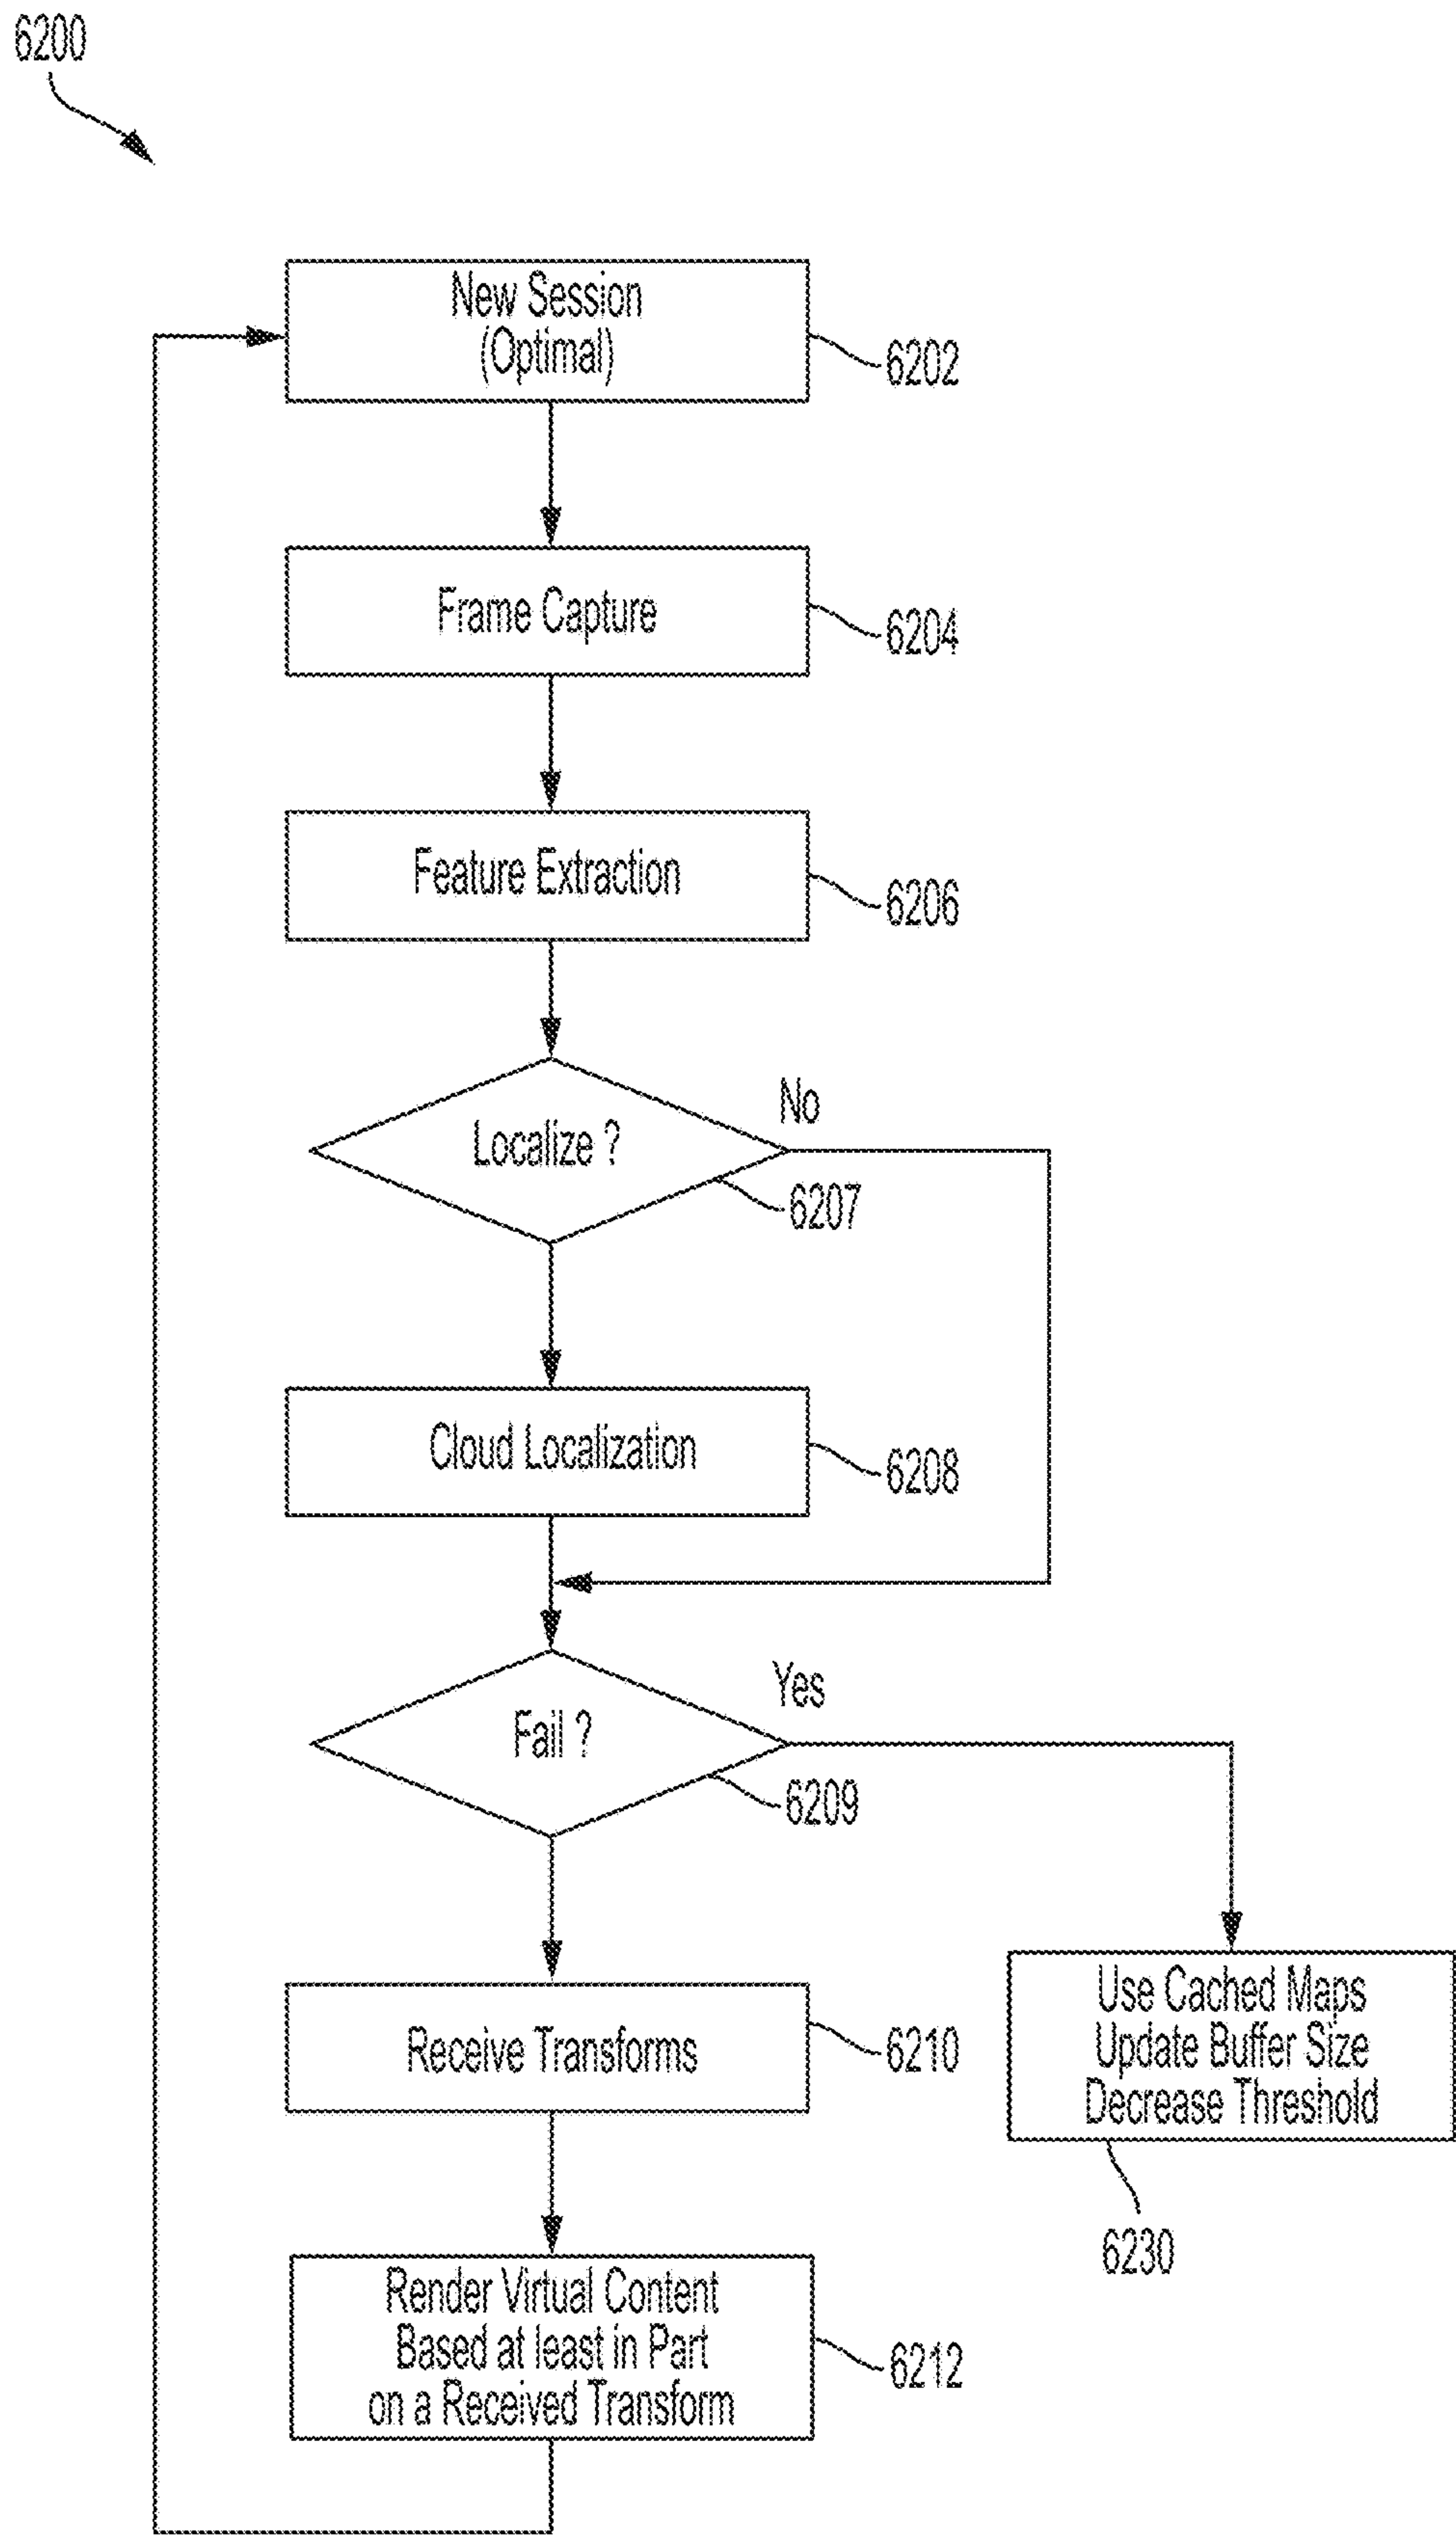 6200
New Session
(Optimal)
6202
Frame Capture
6204
Feature Extraction
6206
No
Localize ?
6207
Cloud Localization
6208
Yes
Fail ?
6209
Use Cached Maps
Update Buffer Size
Decrease Threshold
Receive Transforms
6210
6230
Render Virtual Content
Based at least in Part
on a Received Transform
6212